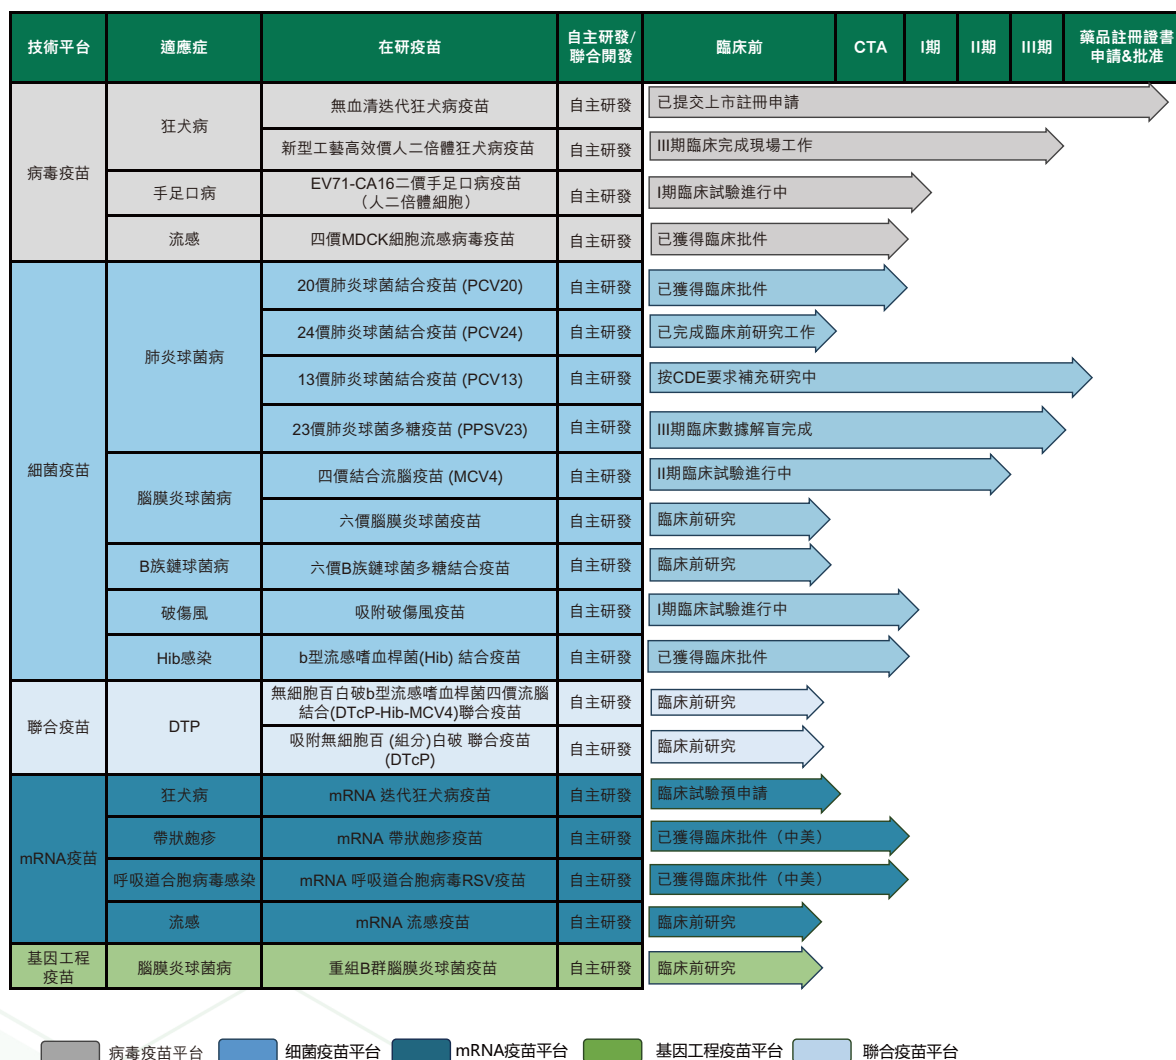 技術平台 適應症 在研疫苗 自主研發/ 臨床前 CTA I期 II期 III期 藥品註冊證書
聯合開發 申請&批准
病毒疫苗
狂犬病
無血清迭代狂犬病疫苗 自主研發 已提交上市註冊申請
新型工藝高效價人二倍體狂犬病疫苗 自主研發 III期臨床完成現場工作
手足口病
EV71-CA16二價手足口病疫苗
（人二倍體細胞）
自主研發 I期臨床試驗進行中
流感 四價MDCK細胞流感病毒疫苗 自主研發 已獲得臨床批件
細菌疫苗
肺炎球菌病
20價肺炎球菌結合疫苗 (PCV20) 自主研發 已獲得臨床批件
24價肺炎球菌結合疫苗 (PCV24) 自主研發 已完成臨床前研究工作
13價肺炎球菌結合疫苗 (PCV13) 自主研發 按CDE要求補充研究中
23價肺炎球菌多糖疫苗 (PPSV23) 自主研發 III期臨床數據解盲完成
腦膜炎球菌病
四價結合流腦疫苗 (MCV4) 自主研發 II期臨床試驗進行中
六價腦膜炎球菌疫苗 自主研發 臨床前研究
B族鏈球菌病 六價B族鏈球菌多糖結合疫苗 自主研發 臨床前研究
破傷風 吸附破傷風疫苗 自主研發 I期臨床試驗進行中
Hib感染 b型流感嗜血桿菌(Hib) 結合疫苗 自主研發 已獲得臨床批件
聯合疫苗
DTP
無細胞百白破b型流感嗜血桿菌四價流腦
結合(DTcP-Hib-MCV4)聯合疫苗
自主研發 臨床前研究
吸附無細胞百 (組分)白破 聯合疫苗
(DTcP)
自主研發 臨床前研究
mRNA疫苗
狂犬病 mRNA 迭代狂犬病疫苗 自主研發 臨床試驗預申請
帶狀皰疹 mRNA 帶狀皰疹疫苗 自主研發 已獲得臨床批件（中美）
呼吸道合胞病毒感染 mRNA 呼吸道合胞病毒RSV疫苗 自主研發 已獲得臨床批件（中美）
流感 mRNA 流感疫苗 自主研發 臨床前研究
基因工程
疫苗
腦膜炎球菌病 重組B群腦膜炎球菌疫苗 自主研發 臨床前研究
病毒疫苗平台 細菌疫苗平台 mRNA疫苗平台 基因工程疫苗平台 聯合疫苗平台